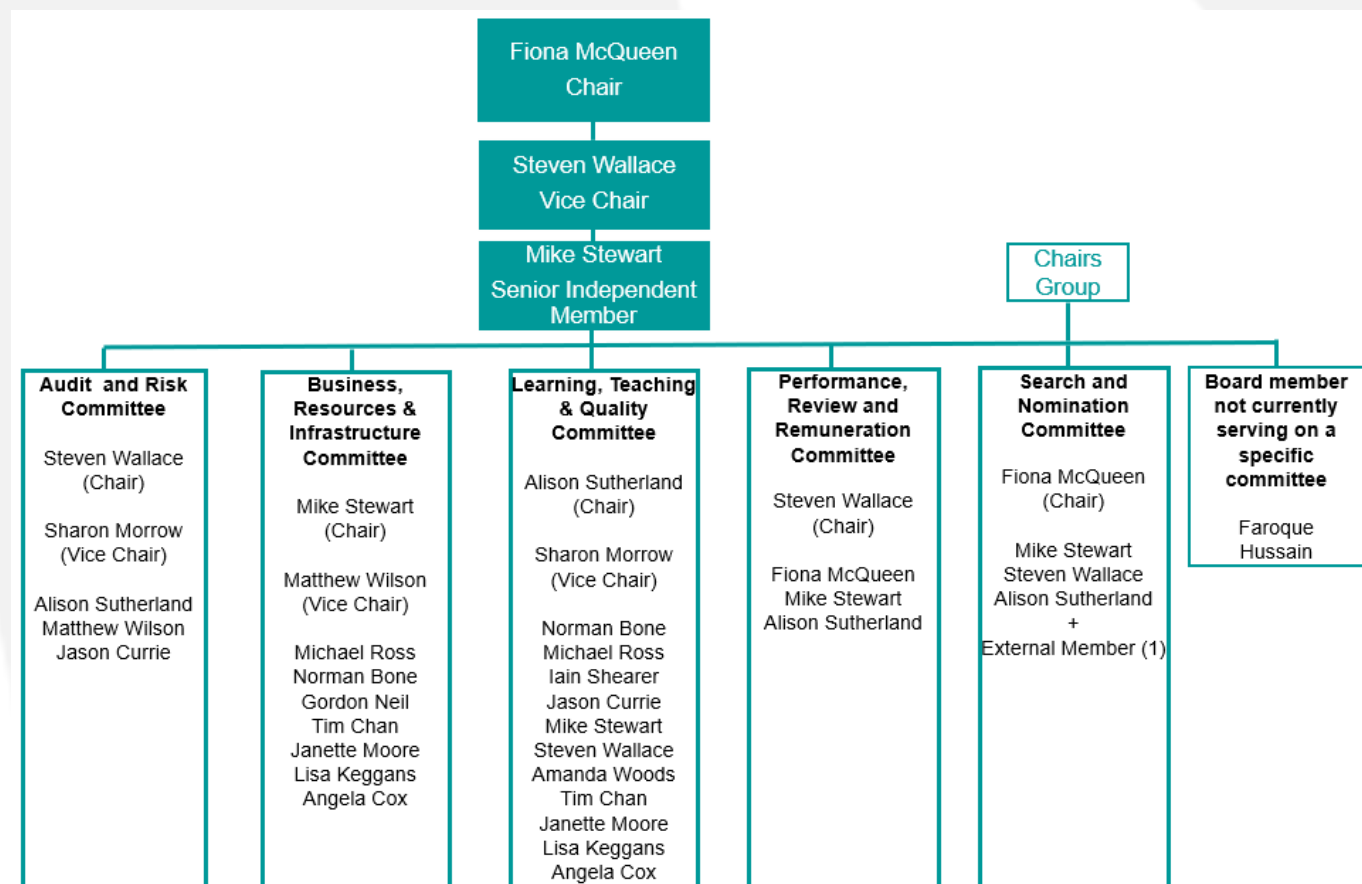 Fiona McQueen
Chair
Steven Wallace
Vice Chair
Mike Stewart
Senior Independent
Member
Chairs
Group
Audit and Risk
Committee
Steven Wallace
(Chair)
Sharon Morrow
(Vice Chair)
Alison Sutherland
Matthew Wilson
Jason Currie
Business,
Resources &
Infrastructure
Committee
Mike Stewart
(Chair)
Matthew Wilson
(Vice Chair)
Michael Ross
Norman Bone
Gordon Neil
Tim Chan
Janette Moore
Lisa Keggans
Angela Cox
Learning, Teaching
& Quality
Committee
Alison Sutherland
(Chair)
Sharon Morrow
(Vice Chair)
Norman Bone
Michael Ross
Iain Shearer
Jason Currie
Mike Stewart
Steven Wallace
Amanda Woods
Tim Chan
Janette Moore
Lisa Keggans
Angela Cox
Performance,
Review and
Remuneration
Committee
Steven Wallace
(Chair)
Fiona McQueen
Mike Stewart
Alison Sutherland
Search and
Nomination
Committee
Fiona McQueen
(Chair)
Mike Stewart
Steven Wallace
Alison Sutherland
+
External Member (1)
Board member
not currently
serving on a
specific
committee
Faroque
Hussain